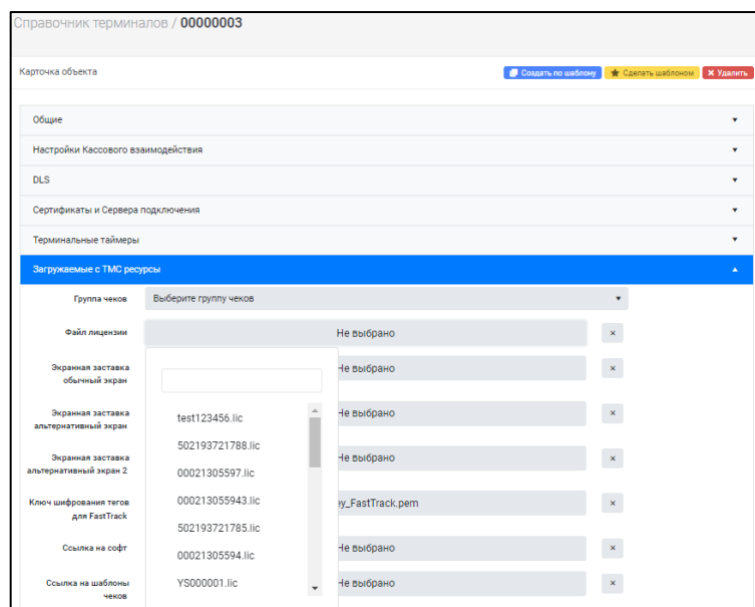 Справочник терминалов / 00000003
Карточка объекта
Создать по шаблону
Сделать шаблоном
Удалить
Общие
Настройки Кассового взаимодействия
DLS
Сертификаты и Сервера подключения
Терминальные таймеры
Загружаемые с ТМС ресурсы
Группа чеков
Выберите группу чеков
Файл лицензии
Не выбрано
test123456.lic
502193721788.lic
00021305597.lic
000213055943.lic
502193721785.lic
00021305594.lic
YS000001.lic
Экранная заставка
обычный экран
Не выбрано
Экранная заставка
альтернативный экран
Не выбрано
Экранная заставка
альтернативный экран 2
Не выбрано
Ключ шифрования тегов
для FastTrack
y_FastTrack.pem
Ссылка на софт
Не выбрано
Ссылка на шаблоны
чеков
Не выбрано